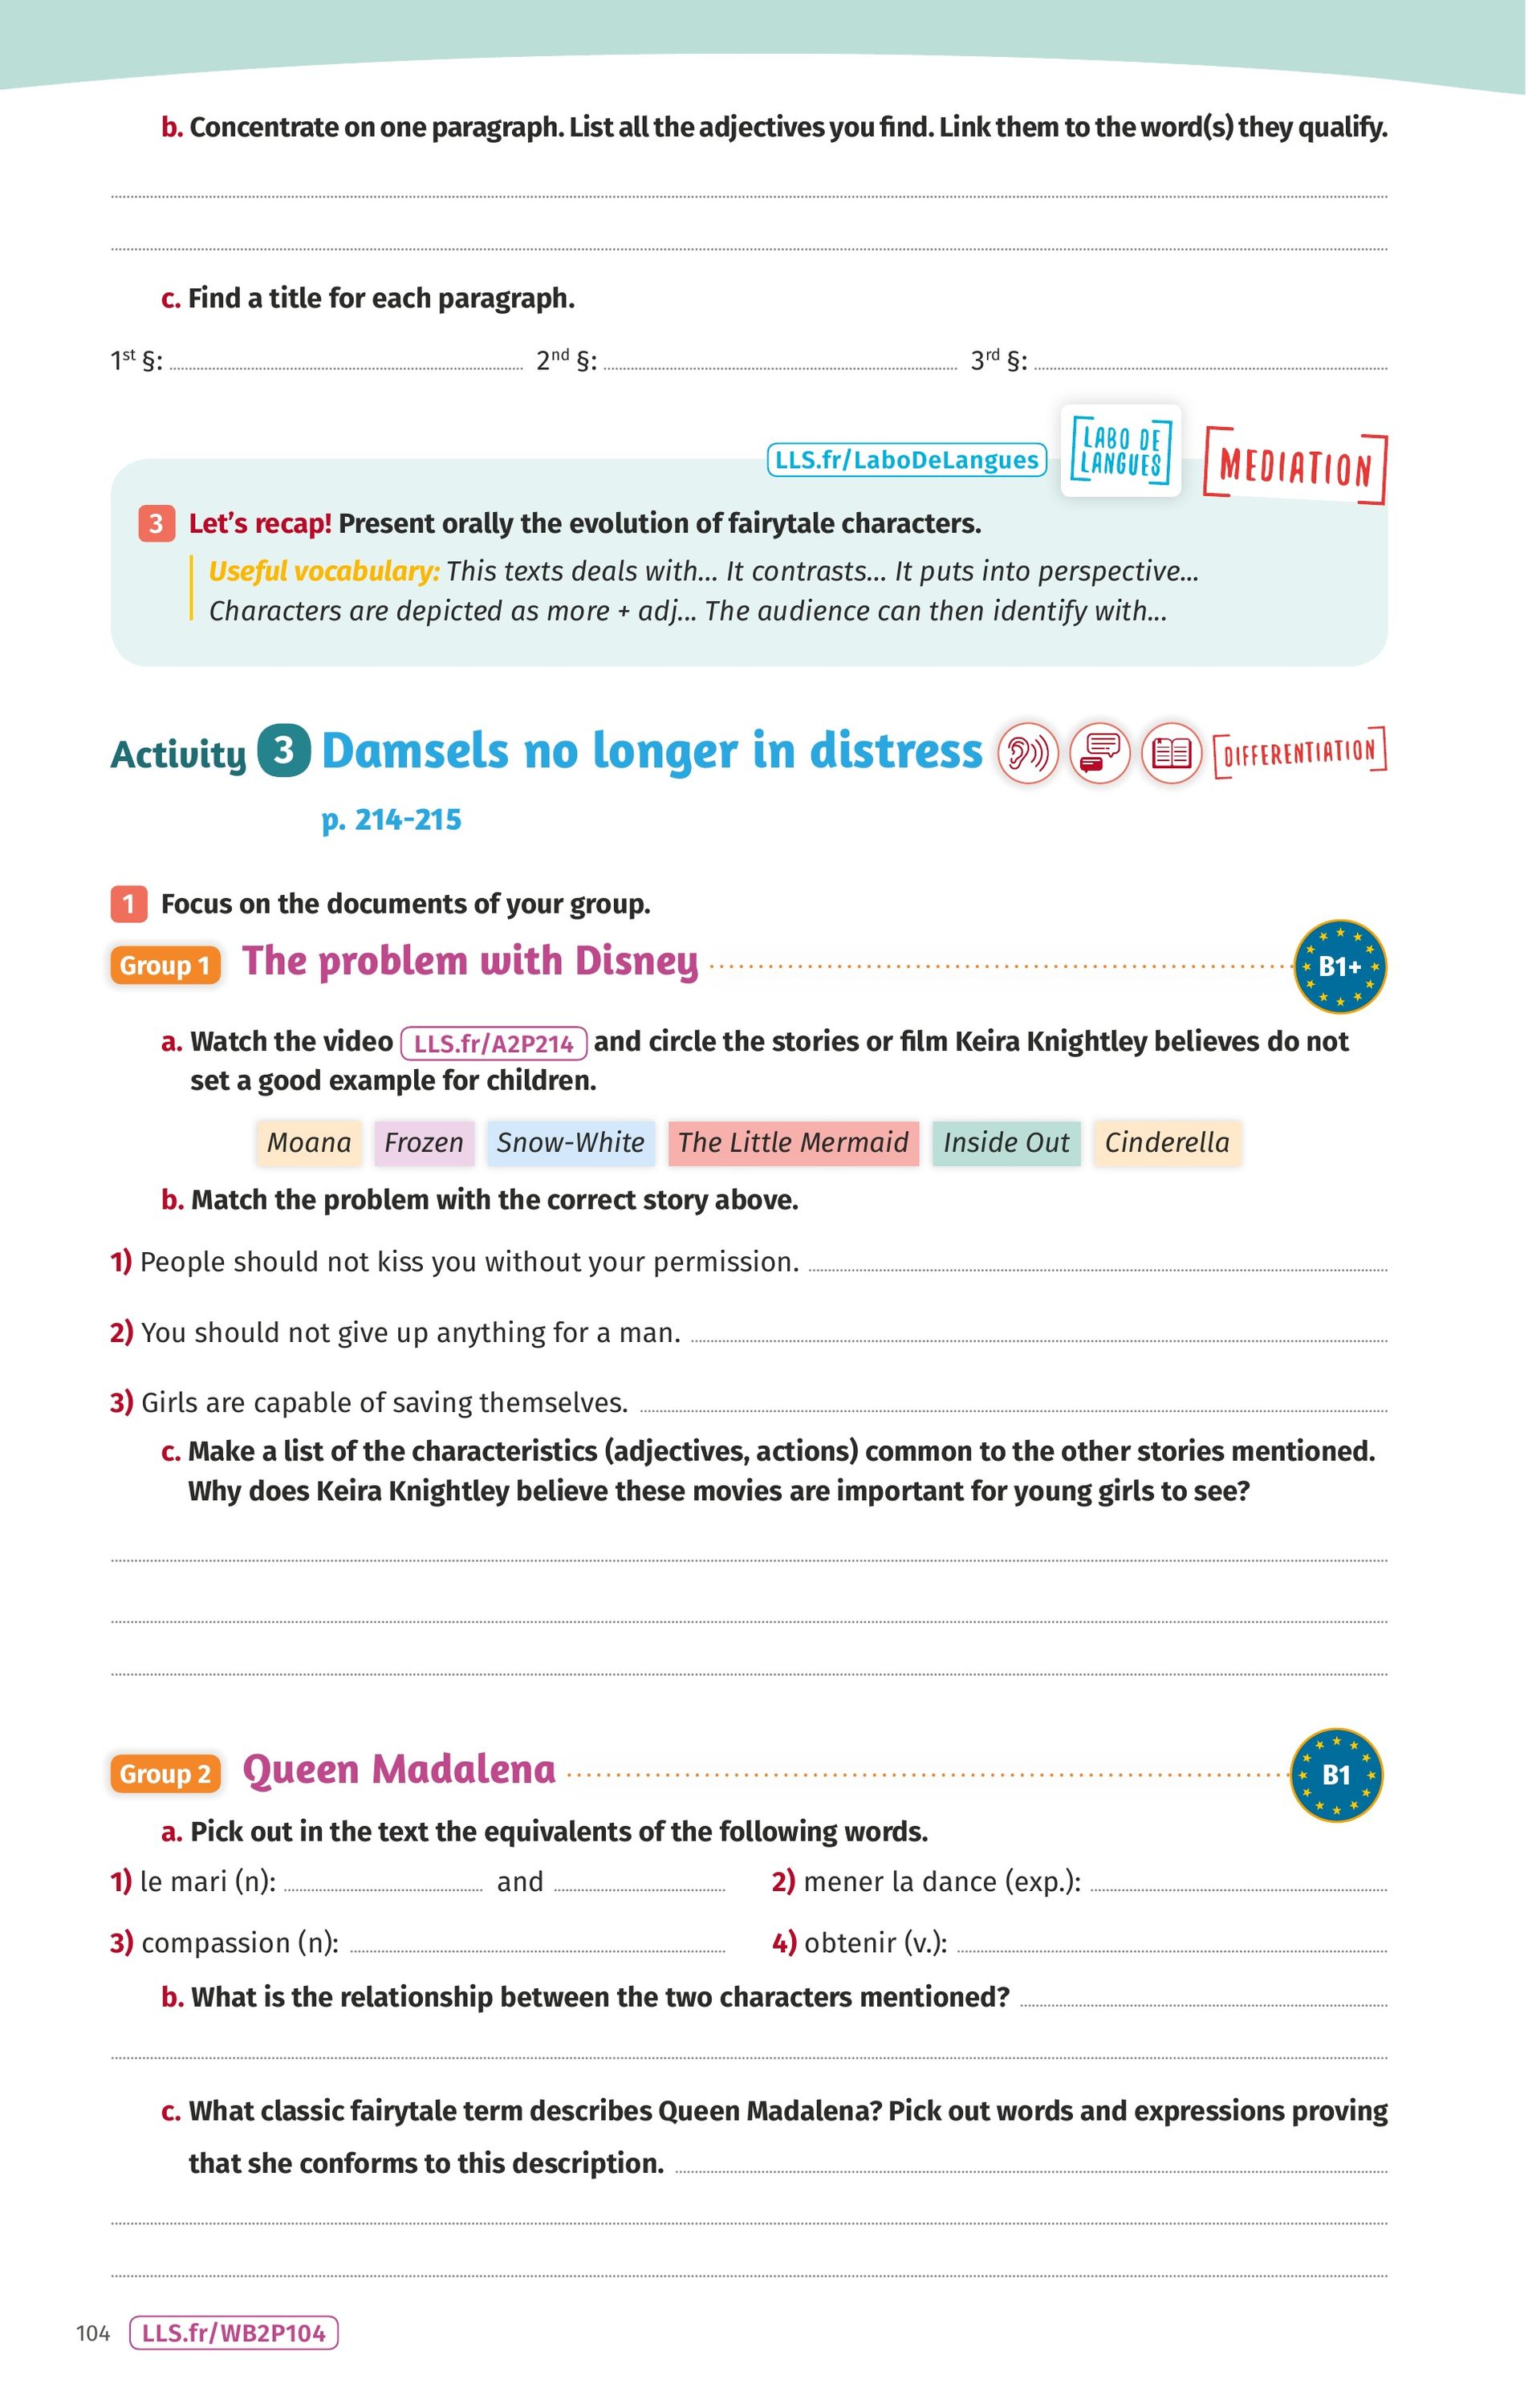 b. Concentrate on one paragraph. List all the adjectives you find. Link them to the word(s) they qualify.
c. Find a title for each paragraph.
1st §: 2nd §: 3rd §:
LLS.fr/LaboDeLangues
LABO DE
LANGUES
MEDIATION
3 Let's recap! Present orally the evolution of fairytale characters.
Useful vocabulary: This texts deals with... It contrasts... It puts into perspective...
Characters are depicted as more + adj... The audience can then identify with...
Activity 3 Damsels no longer in distress
DIFFERENTIATION
p. 214-215
1 Focus on the documents of your group.
Group 1 The problem with Disney B1+
a. Watch the video LLS.fr/A2P214 and circle the stories or film Keira Knightley believes do not
set a good example for children.
Moana Frozen Snow-White The Little Mermaid Inside Out Cinderella
b. Match the problem with the correct story above.
1) People should not kiss you without your permission.
2) You should not give up anything for a man.
3) Girls are capable of saving themselves.
c. Make a list of the characteristics (adjectives, actions) common to the other stories mentioned.
Why does Keira Knightley believe these movies are important for young girls to see?
Group 2 Queen Madalena B1
a. Pick out in the text the equivalents of the following words.
1) le mari (n): and 2) mener la dance (exp.):
3) compassion (n): 4) obtenir (v.):
b. What is the relationship between the two characters mentioned?
c. What classic fairytale term describes Queen Madalena? Pick out words and expressions proving
that she conforms to this description.
104 LLS.fr/WB2P104